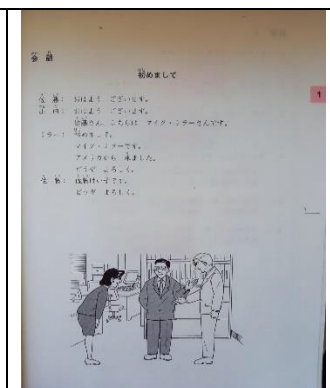 会話
初めまして
1
佐藤： おはよう ございます。
山田： おはよう ございます。
佐藤さん、こちらは マイク・ミラーさんです。
ミラー： 初めまして。
マイク・ミラーです。
アメリカから 来ました。
どうぞ よろしく。
佐藤： 佐藤けい子です。
どうぞ よろしく。